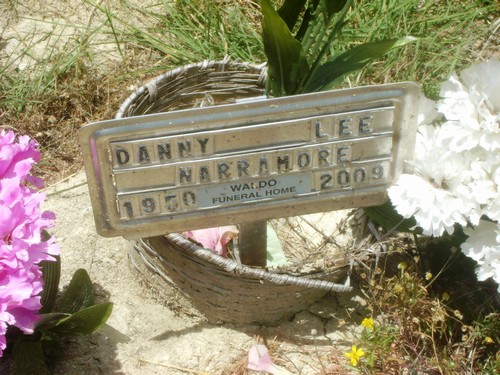 DANNY LEE
NARRAMORE
1950 WALDO 2009
FUNERAL HOME